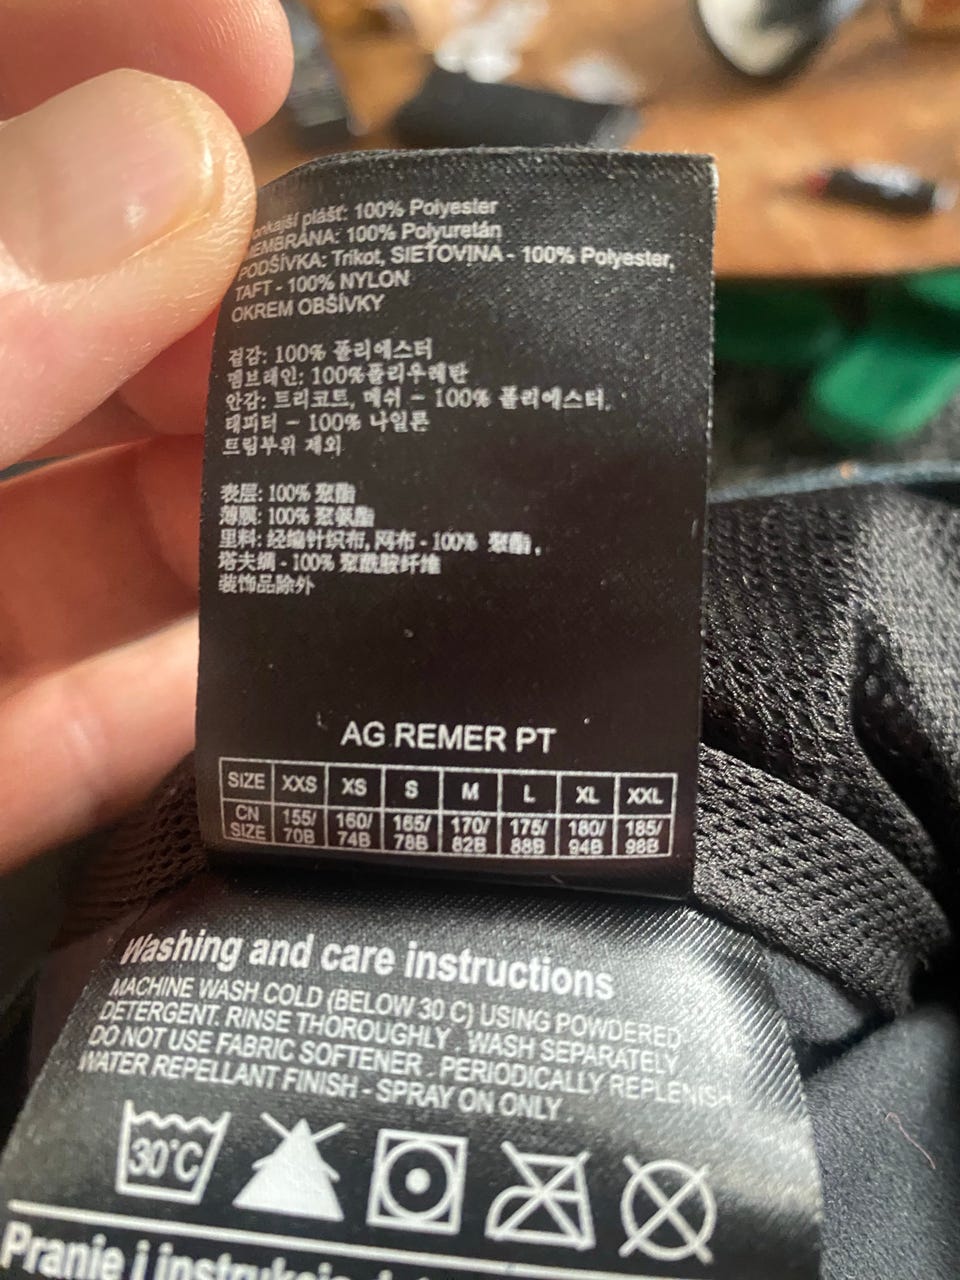 plášť: 100% Polyester
MEMBRÁNA: 100% Polyuretán
PODŠÍVKA: Trikot, SIEŤOVINA - 100% Polyester,
TAFT - 100% NYLON
OKREM OBŠÍVKY
겉감: 100% 폴리에스터
멤브레인: 100%폴리우레탄
안감: 트리코트, 메쉬 - 100% 폴리에스터,
태피터 - 100% 나일론
트림부위 제외
表层: 100% 聚酯
薄膜: 100% 聚氨酯
里料: 经编针织布, 网布 - 100% 聚酯,
塔夫绸 - 100% 聚酰胺纤维
装饰品除外
AG REMER PT
SIZE XXS XS S M L XL XXL
CN SIZE 155/70B 160/74B 165/78B 170/82B 175/88B 180/94B 185/98B
Washing and care instructions
MACHINE WASH COLD (BELOW 30 C) USING POWDERED
DETERGENT. RINSE THOROUGHLY . WASH SEPARATELY
DO NOT USE FABRIC SOFTENER . PERIODICALLY REPLENISH
WATER REPELLANT FINISH - SPRAY ON ONLY .
30°C
Pranie i